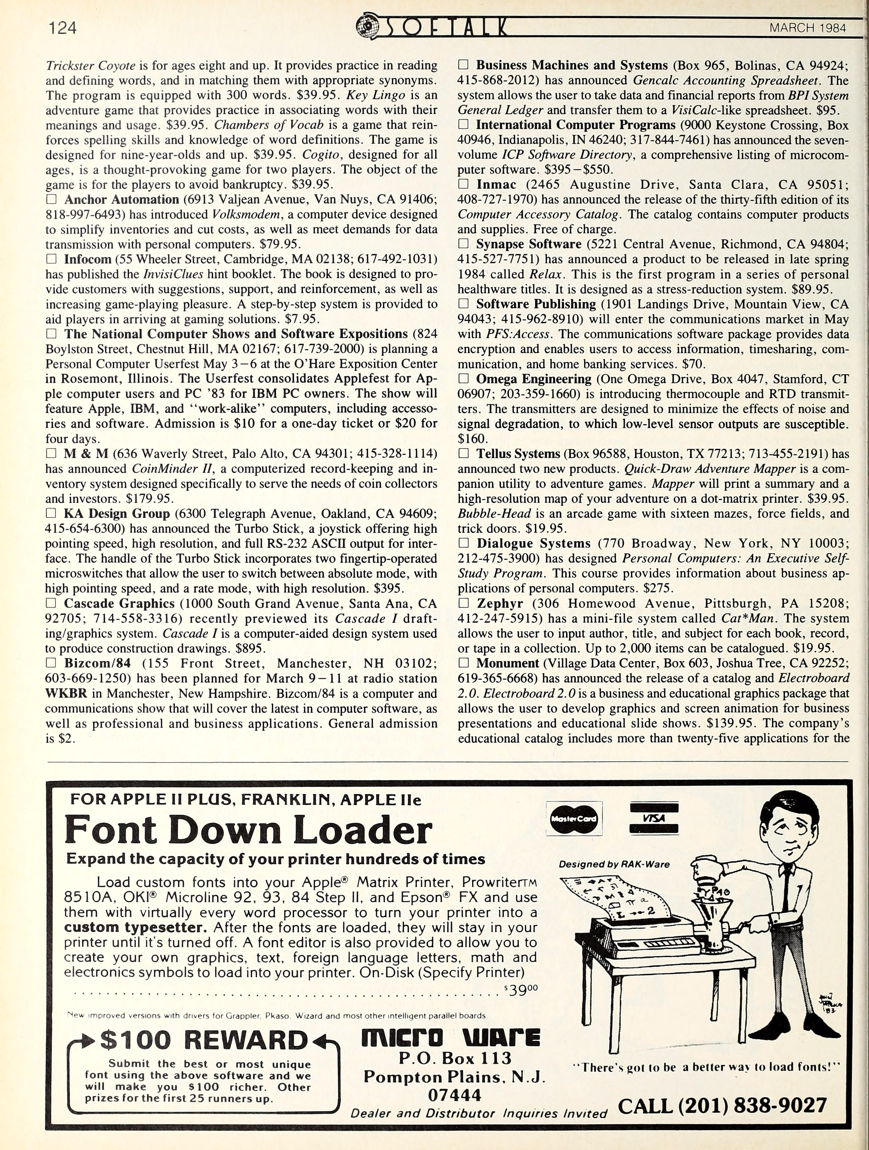 124
SOFTALK
MARCH 1984
Trickster Coyote is for ages eight and up. It provides practice in reading
and defining words, and in matching them with appropriate synonyms.
The program is equipped with 300 words. $39.95. Key Lingo is an
adventure game that provides practice in associating words with their
meanings and usage. $39.95. Chambers of Vocab is a game that rein-
forces spelling skills and knowledge of word definitions. The game is
designed for nine-year-olds and up. $39.95. Cogito, designed for all
ages, is a thought-provoking game for two players. The object of the
game is for the players to avoid bankruptcy. $39.95.
□ Anchor Automation (6913 Valjean Avenue, Van Nuys, CA 91406;
818-997-6493) has introduced Volksmodem, a computer device designed
to simplify inventories and cut costs, as well as meet demands for data
transmission with personal computers. $79.95.
□ Infocom (55 Wheeler Street, Cambridge, MA 02138; 617-492-1031)
has published the InvisiClues hint booklet. The book is designed to pro-
vide customers with suggestions, support, and reinforcement, as well as
increasing game-playing pleasure. A step-by-step system is provided to
aid players in arriving at gaming solutions. $7.95.
□ The National Computer Shows and Software Expositions (824
Boylston Street, Chestnut Hill, MA 02167; 617-739-2000) is planning a
Personal Computer Userfest May 3–6 at the O'Hare Exposition Center
in Rosemont, Illinois. The Userfest consolidates Applefest for Ap-
ple computer users and PC '83 for IBM PC owners. The show will
feature Apple, IBM, and "work-alike" computers, including accesso-
ries and software. Admission is $10 for a one-day ticket or $20 for
four days.
□ M & M (636 Waverly Street, Palo Alto, CA 94301; 415-328-1114)
has announced CoinMinder II, a computerized record-keeping and in-
ventory system designed specifically to serve the needs of coin collectors
and investors. $179.95.
□ KA Design Group (6300 Telegraph Avenue, Oakland, CA 94609;
415-654-6300) has announced the Turbo Stick, a joystick offering high
pointing speed, high resolution, and full RS-232 ASCII output for inter-
face. The handle of the Turbo Stick incorporates two fingertip-operated
microswitches that allow the user to switch between absolute mode, with
high pointing speed, and a rate mode, with high resolution. $395.
□ Cascade Graphics (1000 South Grand Avenue, Santa Ana, CA
92705; 714-558-3316) recently previewed its Cascade I draft-
ing/graphics system. Cascade I is a computer-aided design system used
to produce construction drawings. $895.
□ Bizcom/84 (155 Front Street, Manchester, NH 03102;
603-669-1250) has been planned for March 9–11 at radio station
WKBR in Manchester, New Hampshire. Bizcom/84 is a computer and
communications show that will cover the latest in computer software, as
well as professional and business applications. General admission
is $2.
□ Business Machines and Systems (Box 965, Bolinas, CA 94924;
415-868-2012) has announced Gencalc Accounting Spreadsheet. The
system allows the user to take data and financial reports from BPI System
General Ledger and transfer them to a VisiCalc-like spreadsheet. $95.
□ International Computer Programs (9000 Keystone Crossing, Box
40946, Indianapolis, IN 46240; 317-844-7461) has announced the seven-
volume ICP Software Directory, a comprehensive listing of microcom-
puter software. $395–$550.
□ Inmac (2465 Augustine Drive, Santa Clara, CA 95051;
408-727-1970) has announced the release of the thirty-fifth edition of its
Computer Accessory Catalog. The catalog contains computer products
and supplies. Free of charge.
□ Synapse Software (5221 Central Avenue, Richmond, CA 94804;
415-527-7751) has announced a product to be released in late spring
1984 called Relax. This is the first program in a series of personal
healthware titles. It is designed as a stress-reduction system. $89.95.
□ Software Publishing (1901 Landings Drive, Mountain View, CA
94043; 415-962-8910) will enter the communications market in May
with PFS:Access. The communications software package provides data
encryption and enables users to access information, timesharing, com-
munication, and home banking services. $70.
□ Omega Engineering (One Omega Drive, Box 4047, Stamford, CT
06907; 203-359-1660) is introducing thermocouple and RTD transmit-
ters. The transmitters are designed to minimize the effects of noise and
signal degradation, to which low-level sensor outputs are susceptible.
$160.
□ Tellus Systems (Box 96588, Houston, TX 77213; 713-455-2191) has
announced two new products. Quick-Draw Adventure Mapper is a com-
panion utility to adventure games. Mapper will print a summary and a
high-resolution map of your adventure on a dot-matrix printer. $39.95.
Bubble-Head is an arcade game with sixteen mazes, force fields, and
trick doors. $19.95.
□ Dialogue Systems (770 Broadway, New York, NY 10003;
212-475-3900) has designed Personal Computers: An Executive Self-
Study Program. This course provides information about business ap-
plications of personal computers. $275.
□ Zephyr (306 Homewood Avenue, Pittsburgh, PA 15208;
412-247-5915) has a mini-file system called Cat*Man. The system
allows the user to input author, title, and subject for each book, record,
or tape in a collection. Up to 2,000 items can be catalogued. $19.95.
□ Monument (Village Data Center, Box 603, Joshua Tree, CA 92252;
619-365-6668) has announced the release of a catalog and Electroboard
2.0. Electroboard 2.0 is a business and educational graphics package that
allows the user to develop graphics and screen animation for business
presentations and educational slide shows. $139.95. The company's
educational catalog includes more than twenty-five applications for the
FOR APPLE II PLUS, FRANKLIN, APPLE IIe
Font Down Loader
Expand the capacity of your printer hundreds of times
Load custom fonts into your Apple® Matrix Printer, Prowriter™
8510A, OKI® Microline 92, 93, 84 Step II, and Epson® FX and use
them with virtually every word processor to turn your printer into a
custom typesetter. After the fonts are loaded, they will stay in your
printer until it's turned off. A font editor is also provided to allow you to
create your own graphics, text, foreign language letters, math and
electronics symbols to load into your printer. On-Disk (Specify Printer)
$39⁰⁰
New improved versions with drivers for Grappler, Pkaso, Wizard and most other intelligent parallel boards.
$100 REWARD
Submit the best or most unique
font using the above software and we
will make you $100 richer. Other
prizes for the first 25 runners up.
MICRO WARE
P.O. Box 113
Pompton Plains, N.J.
07444
Dealer and Distributor Inquiries Invited
MasterCard
VISA
Designed by RAK-Ware
"There's got to be a better way to load fonts!"
CALL (201) 838-9027